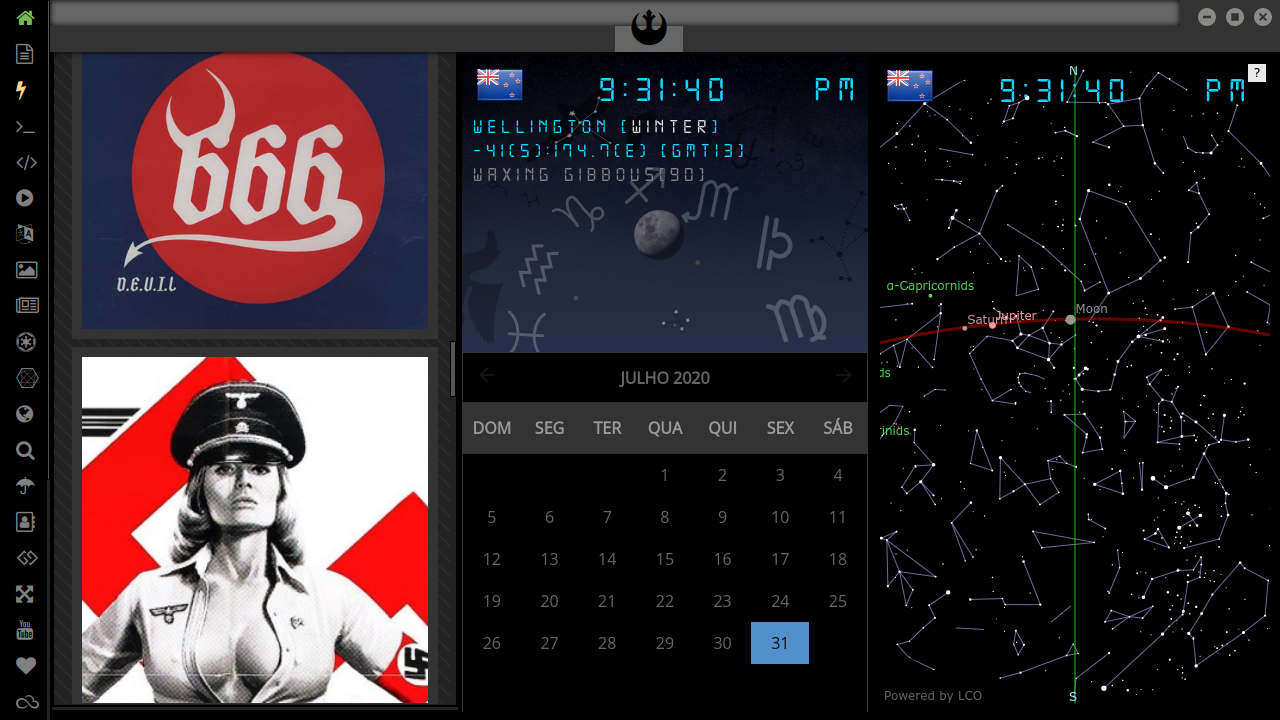 666
D.E.V.I.L
You
Tube
9:31:40 PM
WELLINGTON [WINTER]
-41(S):174.7(E) [GMT13]
WAXING GIBBOUS[90]
JULHO 2020
DOM SEG TER QUA QUI SEX SÁB
1 2 3 4
5 6 7 8 9 10 11
12 13 14 15 16 17 18
19 20 21 22 23 24 25
26 27 28 29 30 31
N
?
9:31:40 PM
α-Capricornids
Saturn
Jupiter
Moon
ds
inids
Powered by LCO
S